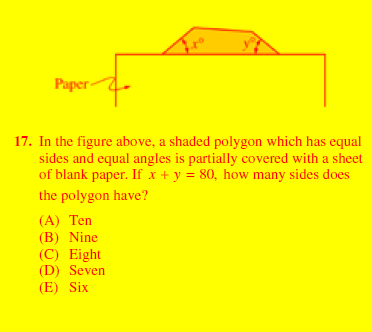 x°
y°
Paper
17. In the figure above, a shaded polygon which has equal
sides and equal angles is partially covered with a sheet
of blank paper. If x + y = 80, how many sides does
the polygon have?
(A) Ten
(B) Nine
(C) Eight
(D) Seven
(E) Six